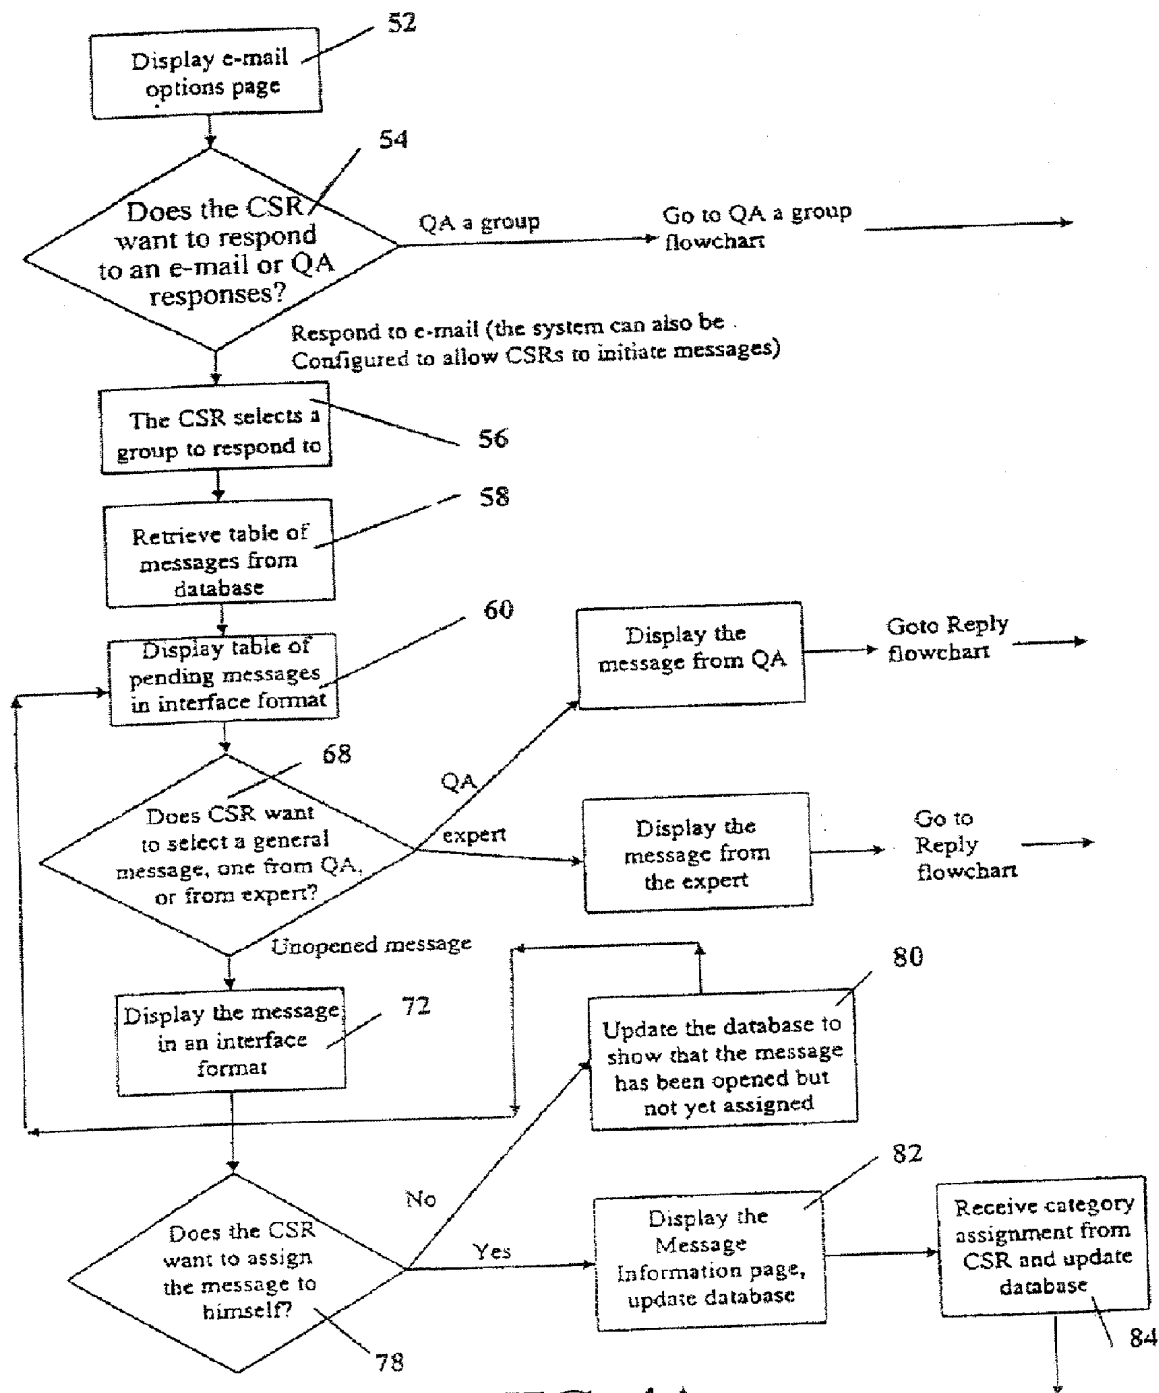 52
Display e-mail
options page
54
Does the CSR
want to respond
to an e-mail or QA
responses?
QA a group
Go to QA a group
flowchart
Respond to e-mail (the system can also be
Configured to allow CSRs to initiate messages)
The CSR selects a
group to respond to
56
58
Retrieve table of
messages from
database
60
Display table of
pending messages
in interface format
Display the
message from QA
Goto Reply
flowchart
68
QA
Does CSR want
to select a general
message, one from QA,
or from expert?
expert
Display the
message from
the expert
Go to
Reply
flowchart
Unopened message
80
Display the message
in an interface
format
72
Update the database to
show that the message
has been opened but
not yet assigned
82
No
Does the CSR
want to assign
the message to
himself?
Yes
Display the
Message
Information page,
update database
Receive category
assignment from
CSR and update
database
84
78